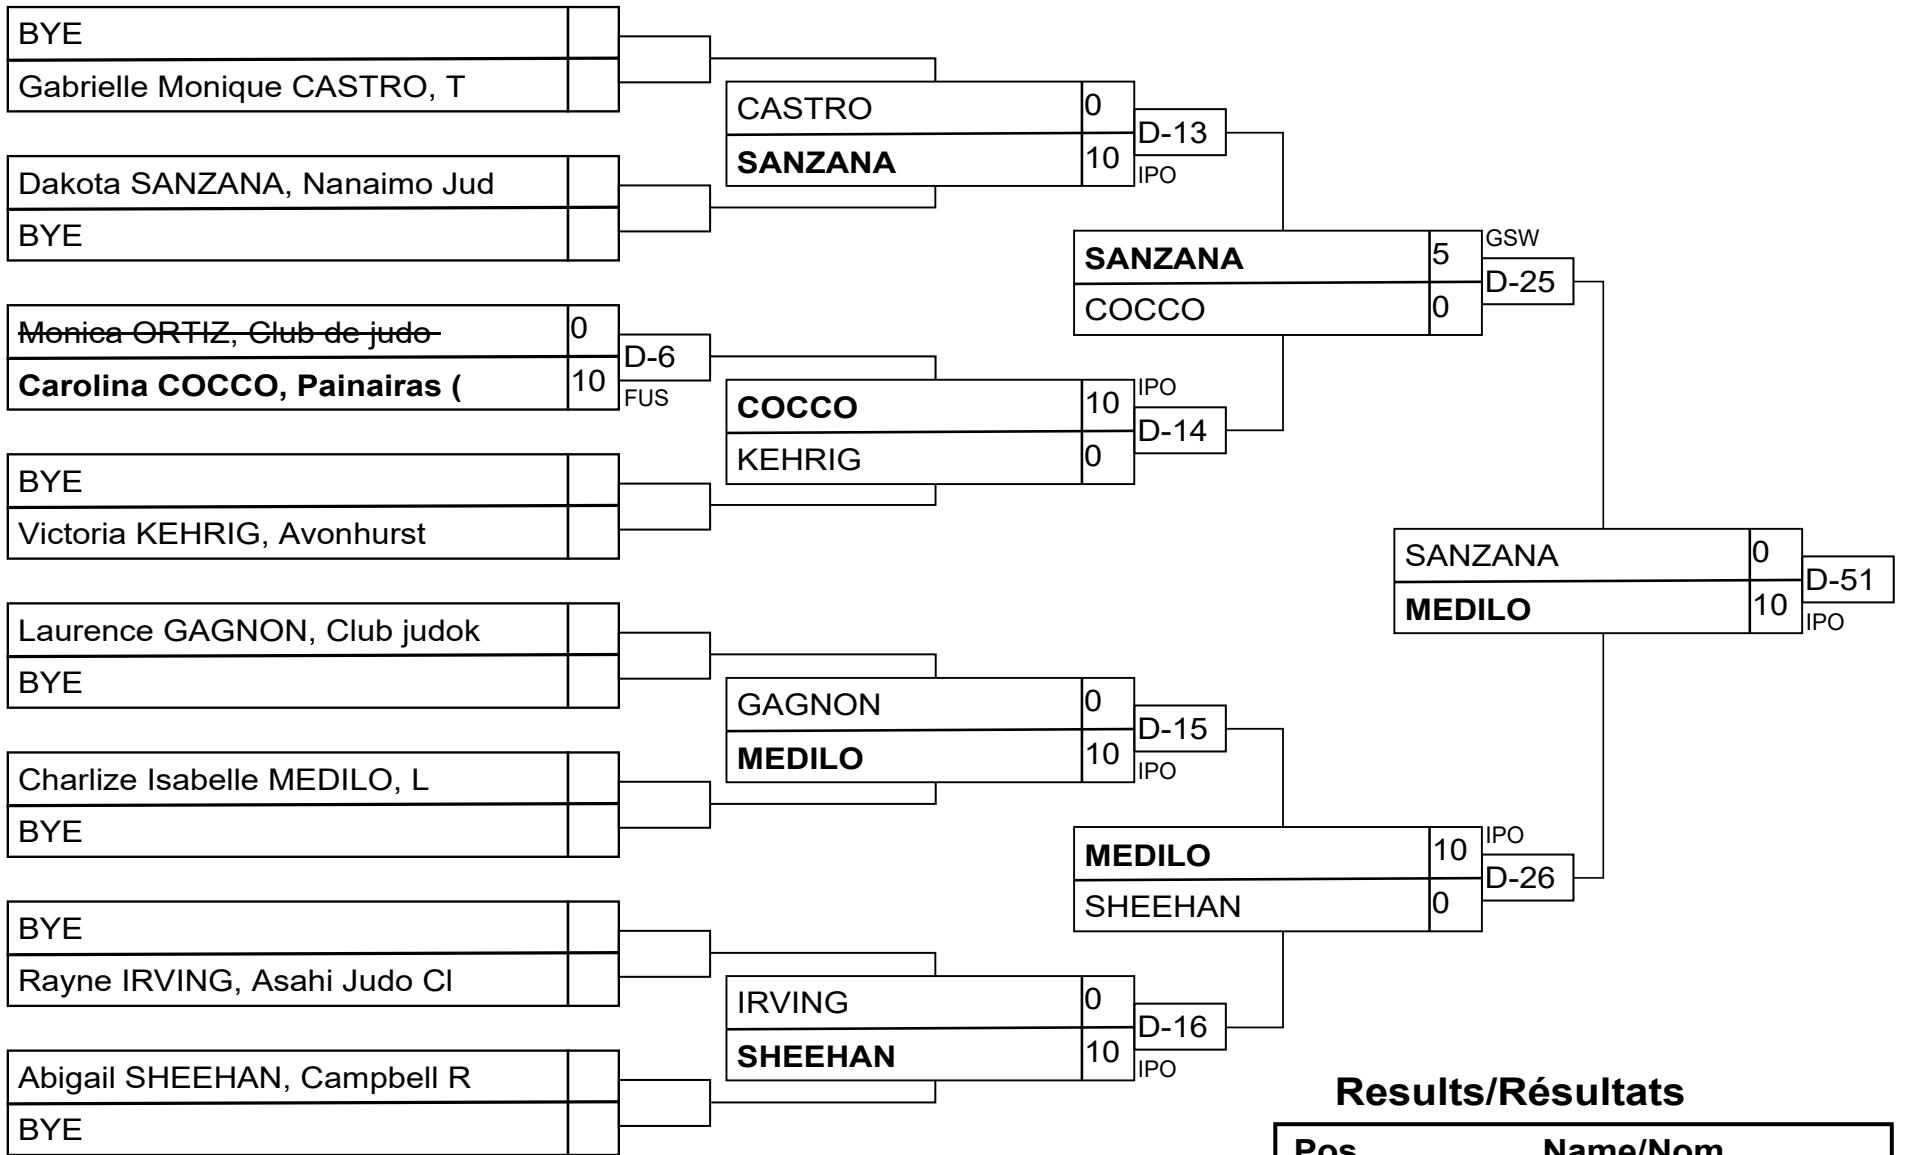 BYE
Gabrielle Monique CASTRO, T
Dakota SANZANA, Nanaimo Jud
BYE
Monica ORTIZ, Club de judo 0
Carolina COCCO, Painairas ( 10
D-6
FUS
BYE
Victoria KEHRIG, Avonhurst
Laurence GAGNON, Club judok
BYE
Charlize Isabelle MEDILO, L
BYE
BYE
Rayne IRVING, Asahi Judo Cl
Abigail SHEEHAN, Campbell R
BYE
CASTRO 0
SANZANA 10
D-13
IPO
COCCO 10
KEHRIG 0
IPO
D-14
GAGNON 0
MEDILO 10
D-15
IPO
IRVING 0
SHEEHAN 10
D-16
IPO
SANZANA 5
COCCO 0
GSW
D-25
MEDILO 10
SHEEHAN 0
IPO
D-26
SANZANA 0
MEDILO 10
D-51
IPO
Results/Résultats
Pos Name/Nom